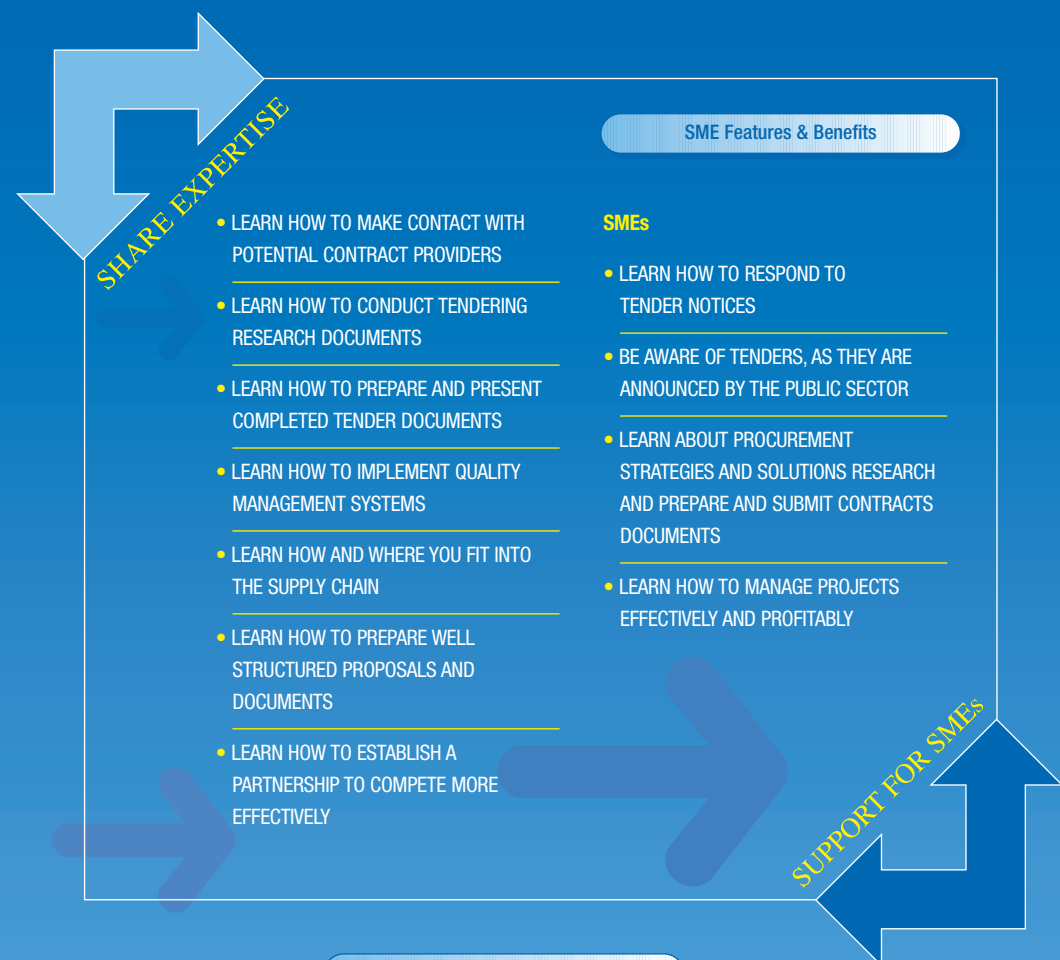 SHARE EXPERTISE
• LEARN HOW TO MAKE CONTACT WITH
POTENTIAL CONTRACT PROVIDERS
• LEARN HOW TO CONDUCT TENDERING
RESEARCH DOCUMENTS
• LEARN HOW TO PREPARE AND PRESENT
COMPLETED TENDER DOCUMENTS
• LEARN HOW TO IMPLEMENT QUALITY
MANAGEMENT SYSTEMS
• LEARN HOW AND WHERE YOU FIT INTO
THE SUPPLY CHAIN
• LEARN HOW TO PREPARE WELL
STRUCTURED PROPOSALS AND
DOCUMENTS
• LEARN HOW TO ESTABLISH A
PARTNERSHIP TO COMPETE MORE
EFFECTIVELY
SME Features & Benefits
SMEs
• LEARN HOW TO RESPOND TO
TENDER NOTICES
• BE AWARE OF TENDERS, AS THEY ARE
ANNOUNCED BY THE PUBLIC SECTOR
• LEARN ABOUT PROCUREMENT
STRATEGIES AND SOLUTIONS RESEARCH
AND PREPARE AND SUBMIT CONTRACTS
DOCUMENTS
• LEARN HOW TO MANAGE PROJECTS
EFFECTIVELY AND PROFITABLY
SUPPORT FOR SMEs